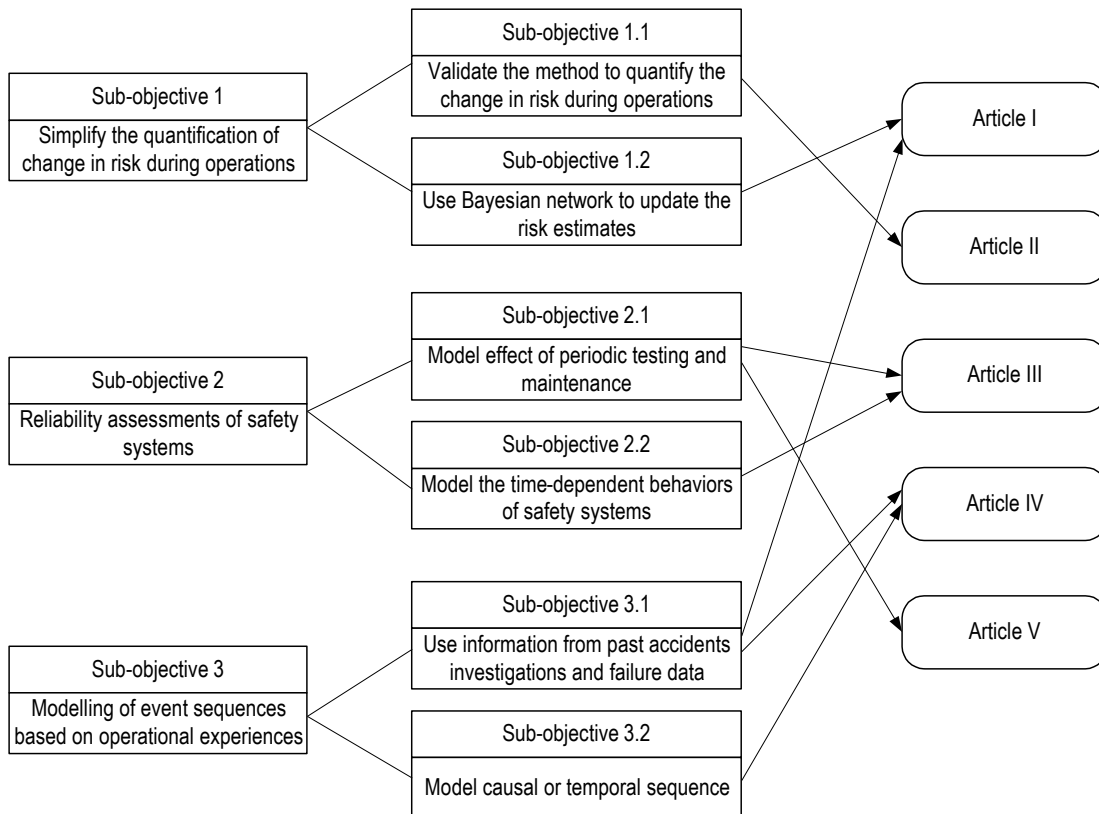 Sub-objective 1
Simplify the quantification of
change in risk during operations
Sub-objective 1.1
Validate the method to quantify the
change in risk during operations
Sub-objective 1.2
Use Bayesian network to update the
risk estimates
Sub-objective 2
Reliability assessments of safety
systems
Sub-objective 2.1
Model effect of periodic testing and
maintenance
Sub-objective 2.2
Model the time-dependent behaviors
of safety systems
Sub-objective 3
Modelling of event sequences
based on operational experiences
Sub-objective 3.1
Use information from past accidents
investigations and failure data
Sub-objective 3.2
Model causal or temporal sequence
Article I
Article II
Article III
Article IV
Article V